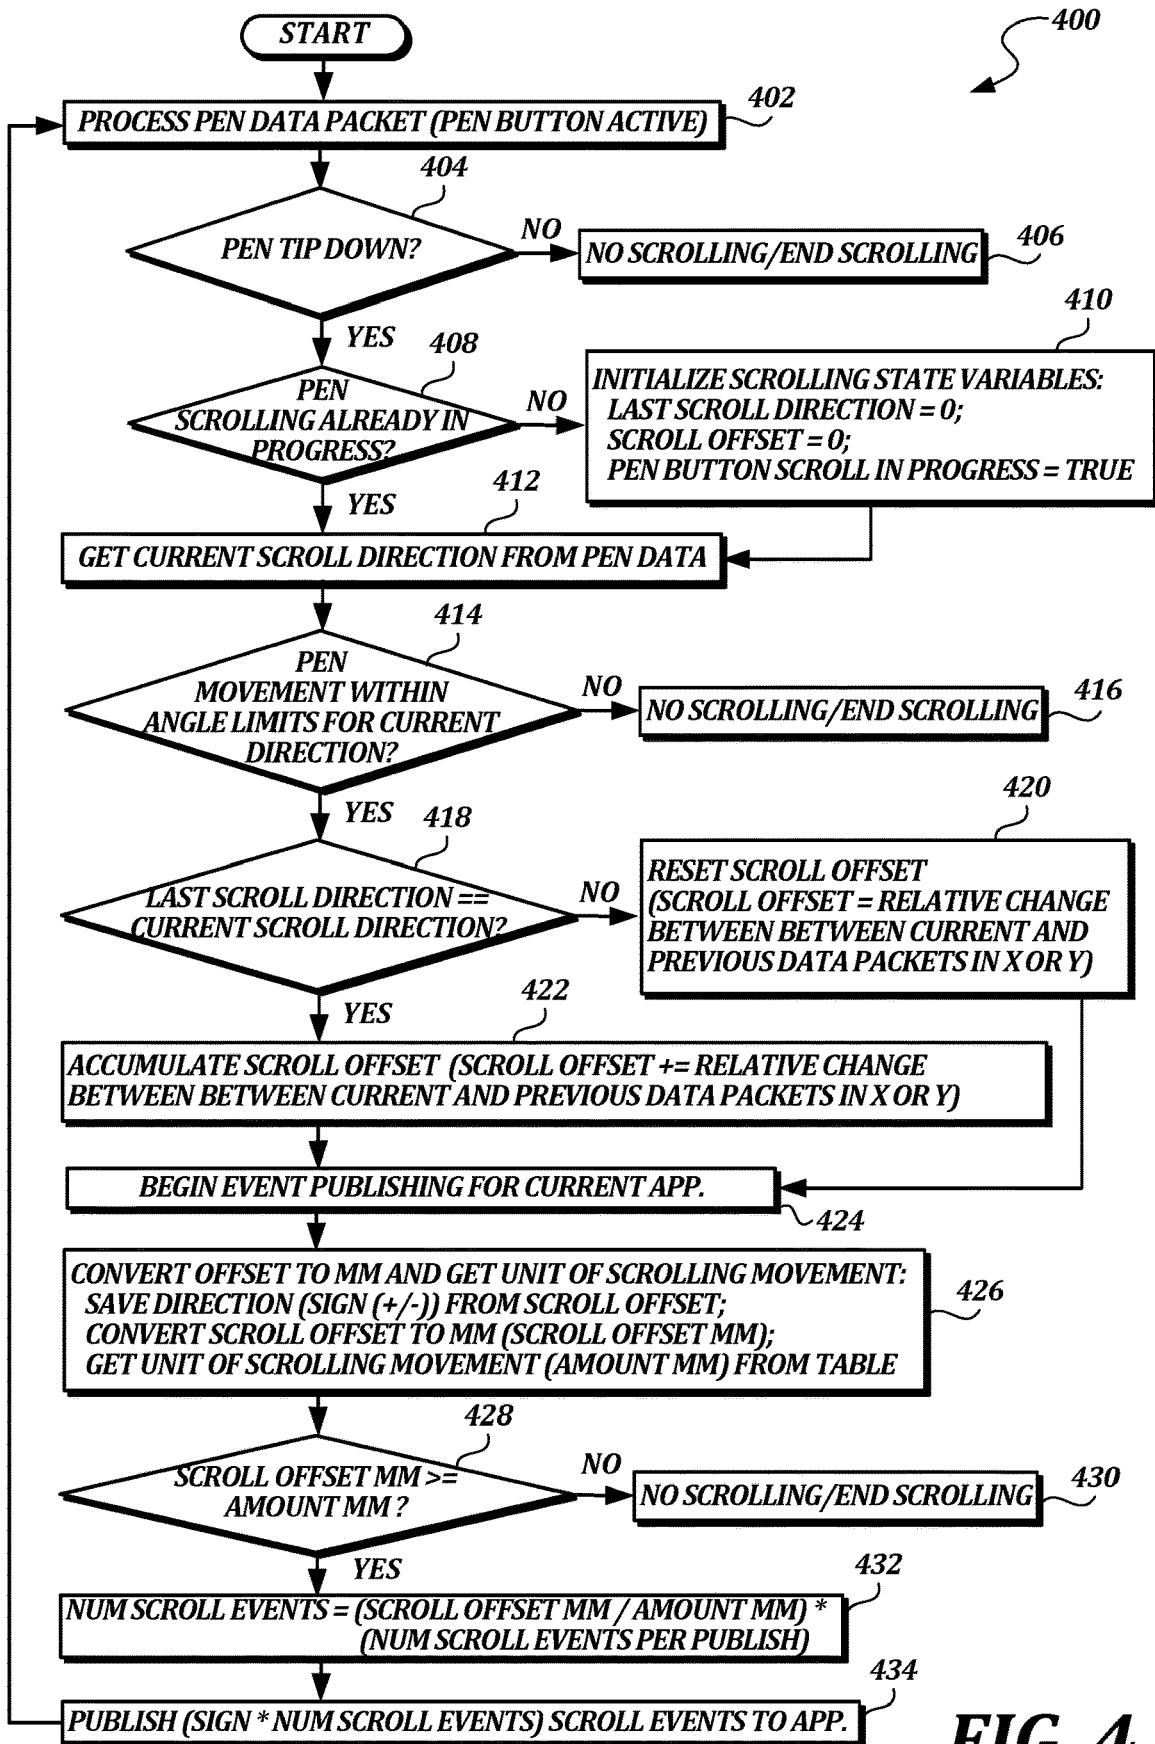 START
400
PROCESS PEN DATA PACKET (PEN BUTTON ACTIVE)
402
404
PEN TIP DOWN?
NO
NO SCROLLING/END SCROLLING
406
YES
408
410
PEN
SCROLLING ALREADY IN
PROGRESS?
NO
INITIALIZE SCROLLING STATE VARIABLES:
LAST SCROLL DIRECTION = 0;
SCROLL OFFSET = 0;
PEN BUTTON SCROLL IN PROGRESS = TRUE
YES
412
GET CURRENT SCROLL DIRECTION FROM PEN DATA
414
PEN
MOVEMENT WITHIN
ANGLE LIMITS FOR CURRENT
DIRECTION?
NO
NO SCROLLING/END SCROLLING
416
YES
418
420
LAST SCROLL DIRECTION ==
CURRENT SCROLL DIRECTION?
NO
RESET SCROLL OFFSET
(SCROLL OFFSET = RELATIVE CHANGE
BETWEEN BETWEEN CURRENT AND
PREVIOUS DATA PACKETS IN X OR Y)
YES
422
ACCUMULATE SCROLL OFFSET (SCROLL OFFSET += RELATIVE CHANGE
BETWEEN BETWEEN CURRENT AND PREVIOUS DATA PACKETS IN X OR Y)
BEGIN EVENT PUBLISHING FOR CURRENT APP.
424
CONVERT OFFSET TO MM AND GET UNIT OF SCROLLING MOVEMENT:
SAVE DIRECTION (SIGN (+/-)) FROM SCROLL OFFSET;
CONVERT SCROLL OFFSET TO MM (SCROLL OFFSET MM);
GET UNIT OF SCROLLING MOVEMENT (AMOUNT MM) FROM TABLE
426
428
SCROLL OFFSET MM >=
AMOUNT MM ?
NO
NO SCROLLING/END SCROLLING
430
YES
432
NUM SCROLL EVENTS = (SCROLL OFFSET MM / AMOUNT MM) *
(NUM SCROLL EVENTS PER PUBLISH)
434
PUBLISH (SIGN * NUM SCROLL EVENTS) SCROLL EVENTS TO APP.
FIG. 4